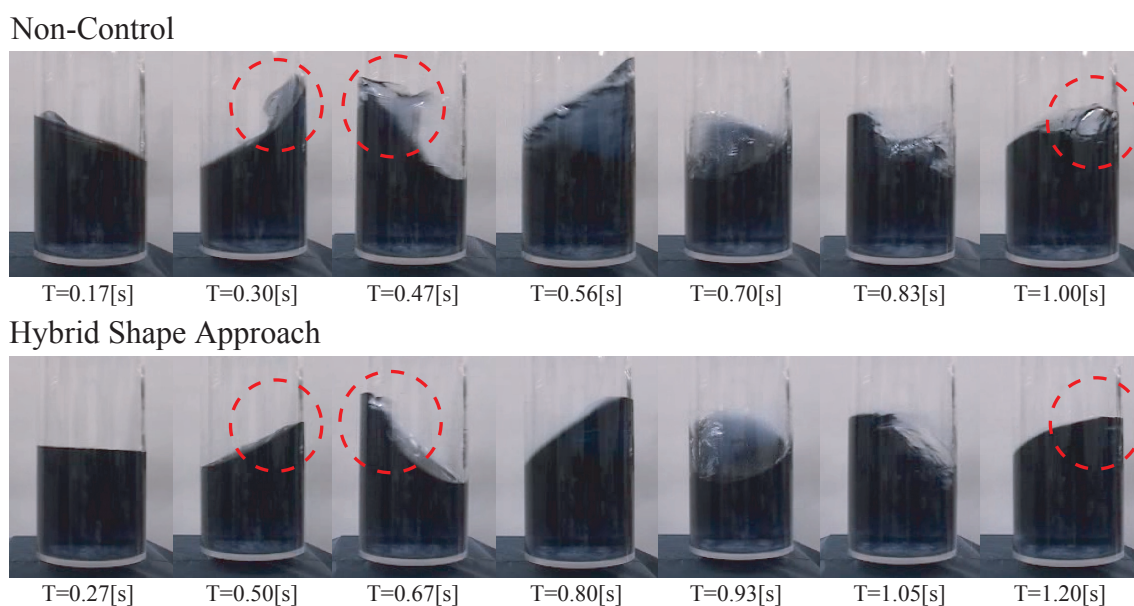 Non-Control
T=0.17[s] T=0.30[s] T=0.47[s] T=0.56[s] T=0.70[s] T=0.83[s] T=1.00[s]
Hybrid Shape Approach
T=0.27[s] T=0.50[s] T=0.67[s] T=0.80[s] T=0.93[s] T=1.05[s] T=1.20[s]